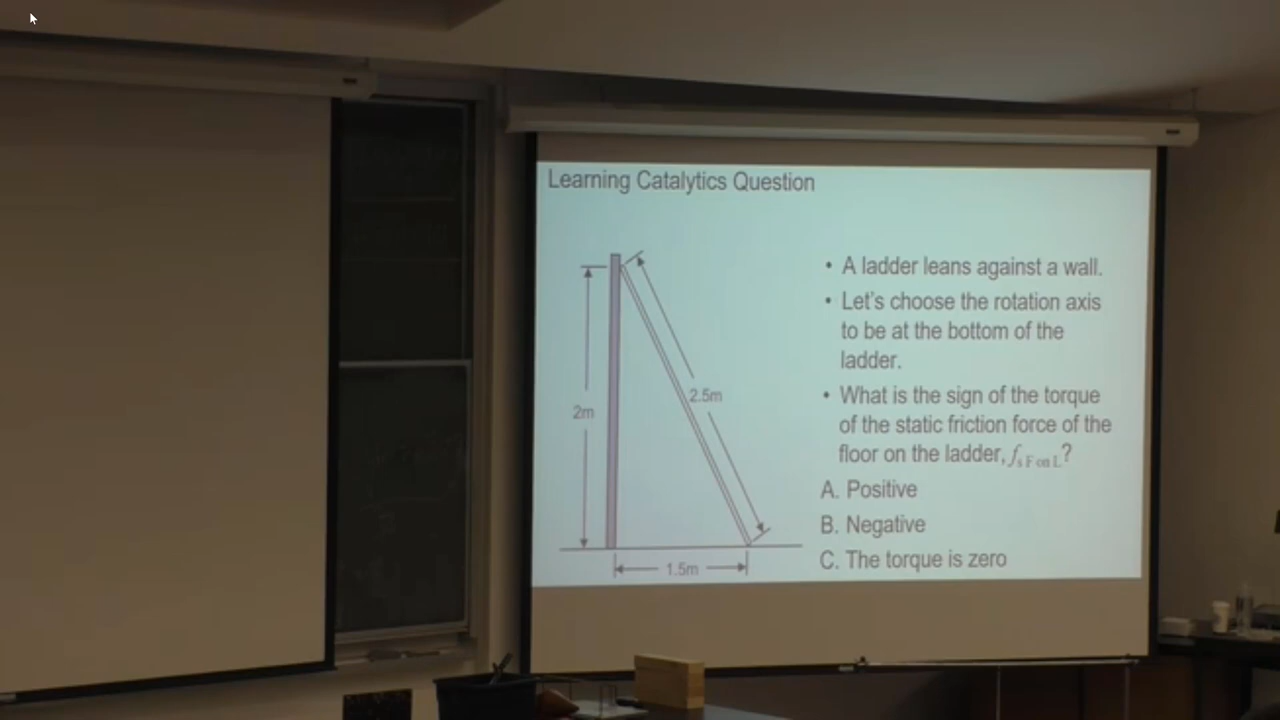 Learning Catalytics Question
2m
2.5m
1.5m
• A ladder leans against a wall.
• Let's choose the rotation axis
to be at the bottom of the
ladder.
• What is the sign of the torque
of the static friction force of the
floor on the ladder, fs F on L?
A. Positive
B. Negative
C. The torque is zero